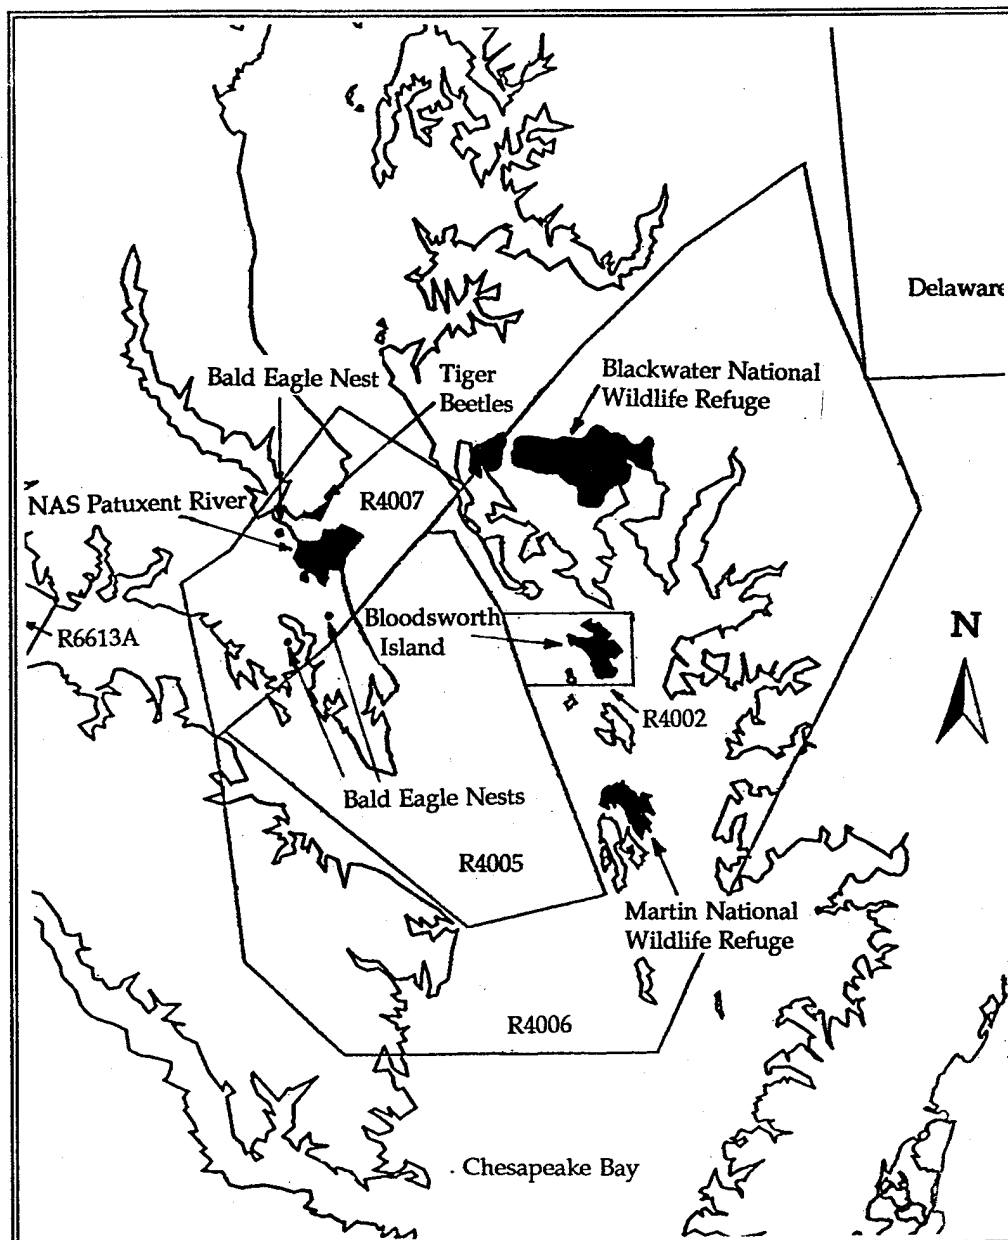 Delaware
Bald Eagle Nest
Tiger
Beetles
Blackwater National
Wildlife Refuge
NAS Patuxent River
R4007
R6613A
Bloodsworth
Island
N
R4002
Bald Eagle Nests
R4005
Martin National
Wildlife Refuge
R4006
Chesapeake Bay